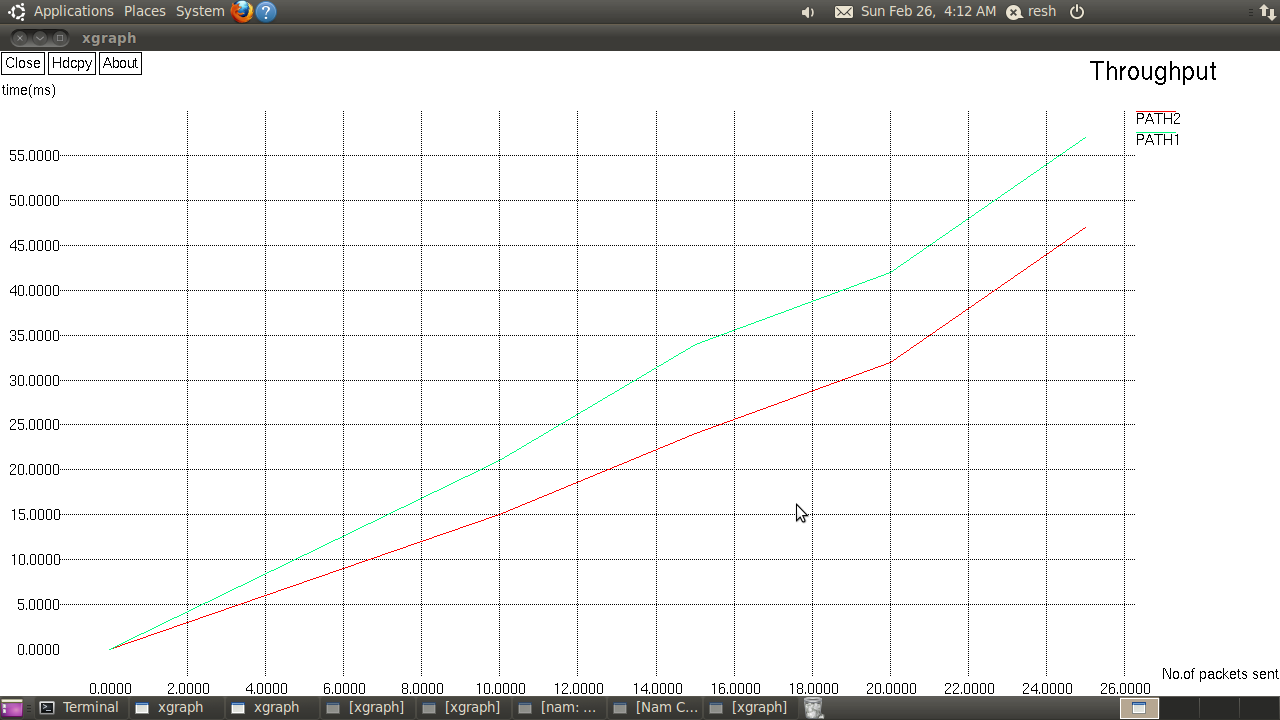 Applications Places System Sun Feb 26, 4:12 AM resh
xgraph
Close Hdcpy About
Throughput
time(ms)
PATH2
PATH1
55.0000
50.0000
45.0000
40.0000
35.0000
30.0000
25.0000
20.0000
15.0000
10.0000
5.0000
0.0000
No.of packets sent
0.0000 2.0000 4.0000 6.0000 8.0000 10.0000 12.0000 14.0000 16.0000 18.0000 20.0000 22.0000 24.0000 26.0000
Terminal xgraph xgraph [xgraph] [xgraph] [nam: ... [Nam C... [xgraph]